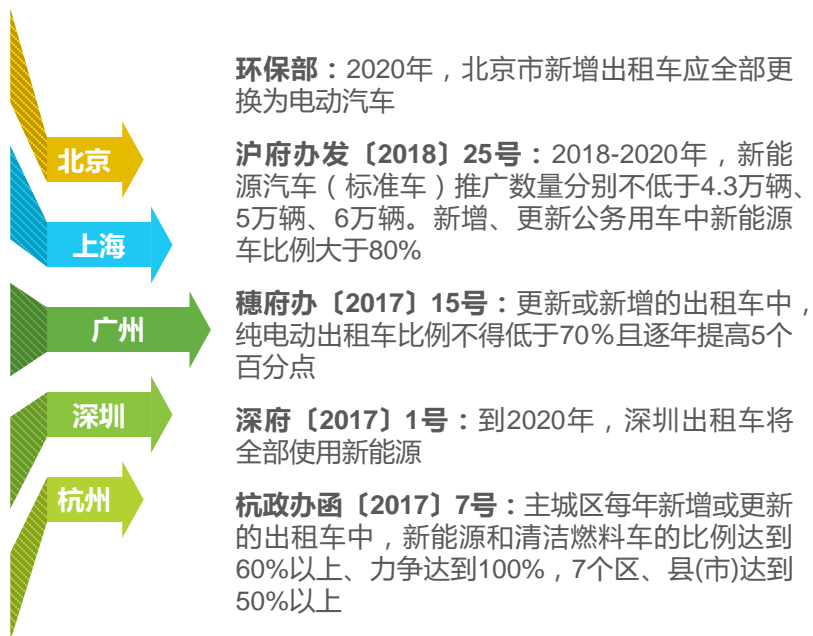 环保部：2020年，北京市新增出租车应全部更
换为电动汽车
北京
沪府办发〔2018〕25号：2018-2020年，新能
源汽车（标准车）推广数量分别不低于4.3万辆、
5万辆、6万辆。新增、更新公务用车中新能源
车比例大于80%
上海
穗府办〔2017〕15号：更新或新增的出租车中，
纯电动出租车比例不得低于70%且逐年提高5个
百分点
广州
深府〔2017〕1号：到2020年，深圳出租车将
全部使用新能源
深圳
杭政办函〔2017〕7号：主城区每年新增或更新
的出租车中，新能源和清洁燃料车的比例达到
60%以上、力争达到100%，7个区、县(市)达到
50%以上
杭州